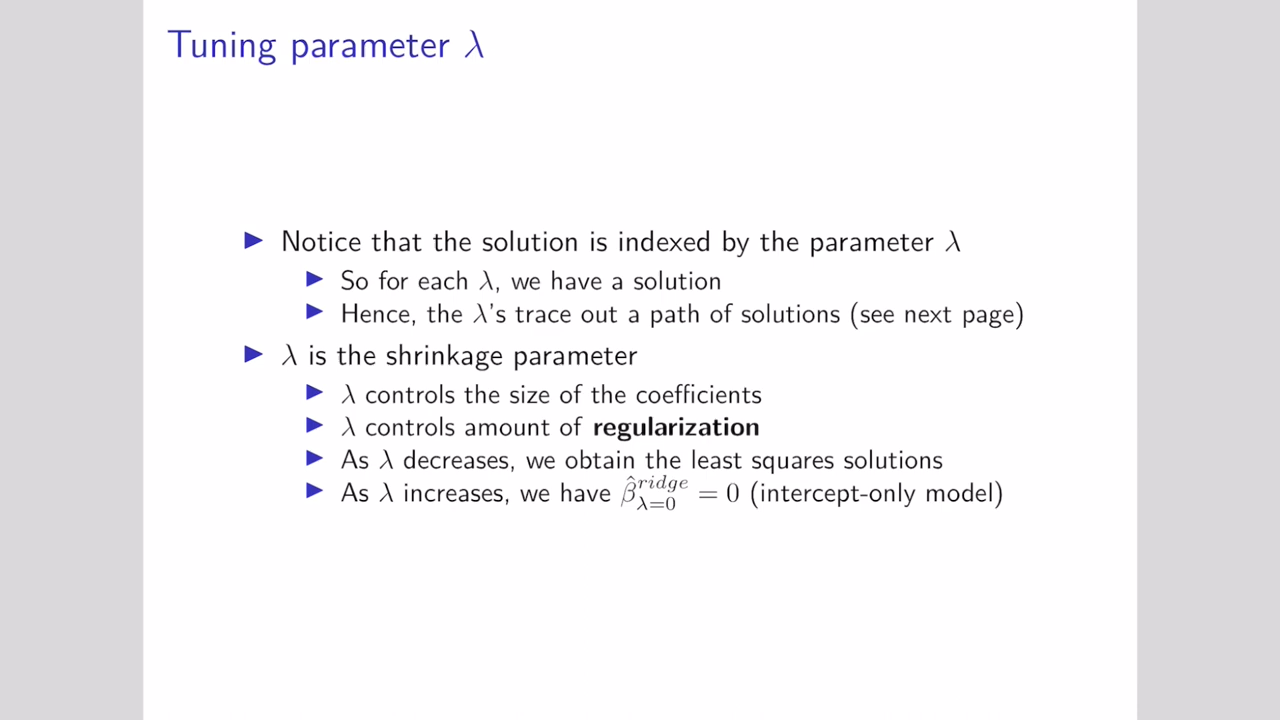 Tuning parameter λ
▶ Notice that the solution is indexed by the parameter λ
▶ So for each λ, we have a solution
▶ Hence, the λ's trace out a path of solutions (see next page)
▶ λ is the shrinkage parameter
▶ λ controls the size of the coefficients
▶ λ controls amount of regularization
▶ As λ decreases, we obtain the least squares solutions
▶ As λ increases, we have β̂^{ridge}_{λ=0} = 0 (intercept-only model)